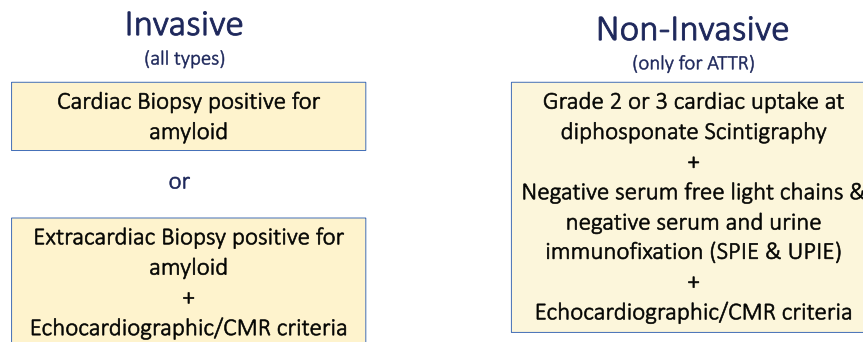 Invasive
(all types)
Cardiac Biopsy positive for
amyloid
or
Extracardiac Biopsy positive for
amyloid
+
Echocardiographic/CMR criteria
Non-Invasive
(only for ATTR)
Grade 2 or 3 cardiac uptake at
diphosponate Scintigraphy
+
Negative serum free light chains &
negative serum and urine
immunofixation (SPIE & UPIE)
+
Echocardiographic/CMR criteria